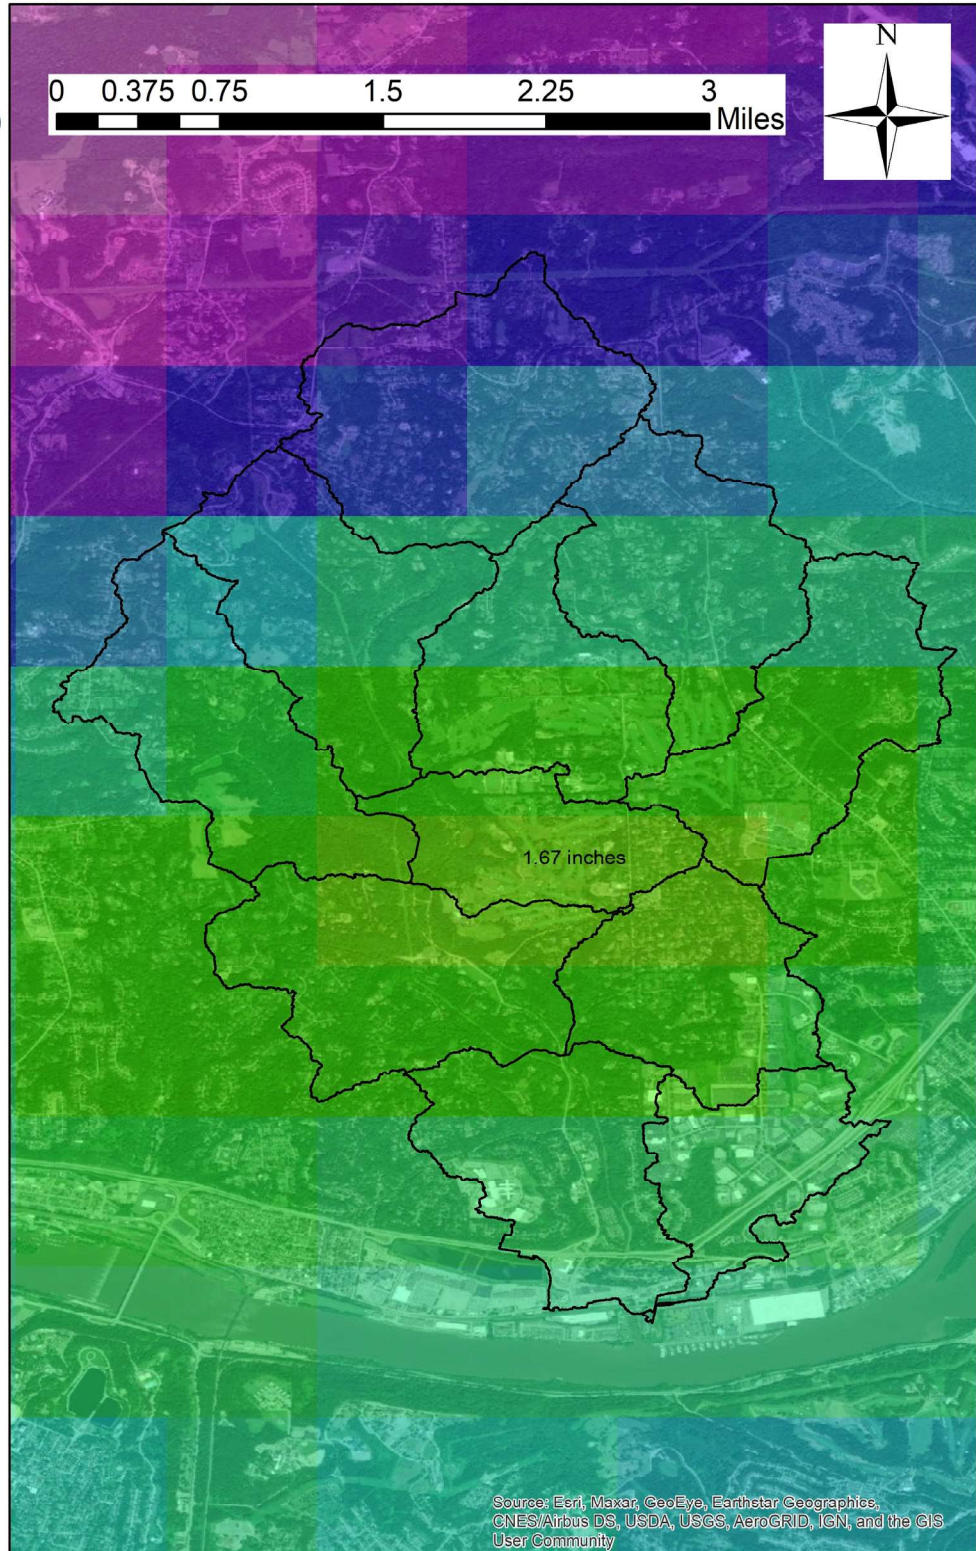 N
0 0.375 0.75 1.5 2.25 3
Miles
1.67 inches
Source: Esri, Maxar, GeoEye, Earthstar Geographics,
CNES/Airbus DS, USDA, USGS, AeroGRID, IGN, and the GIS
User Community